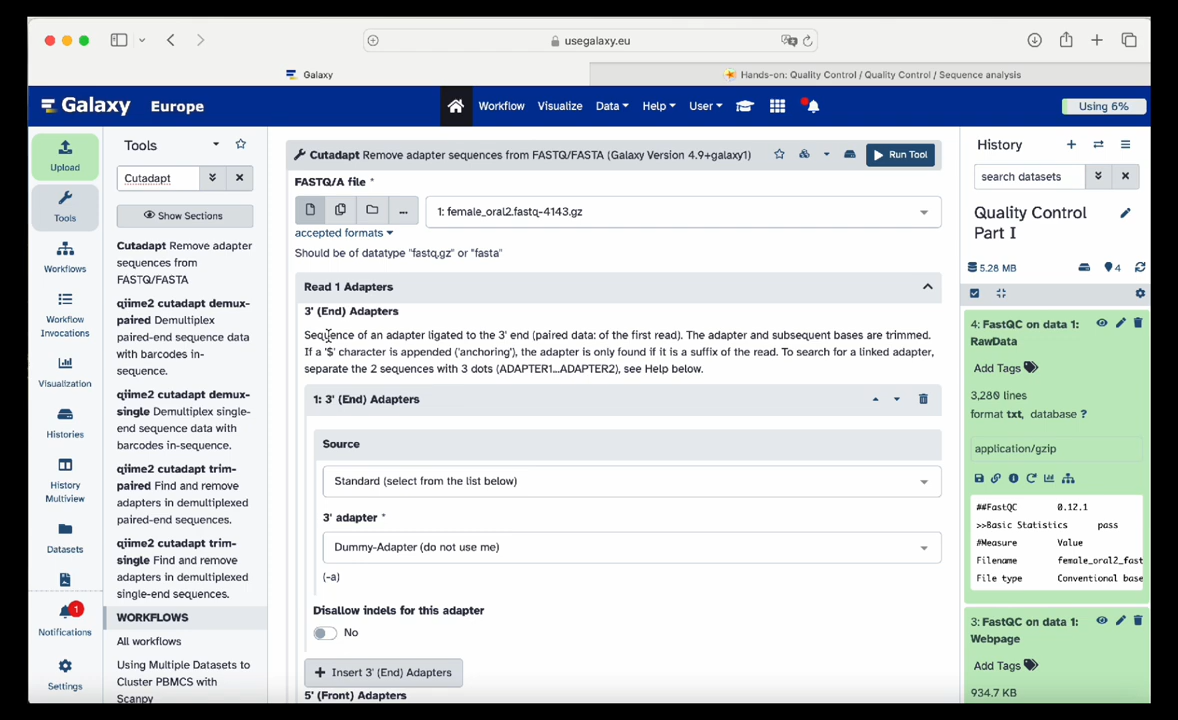 usegalaxy.eu
Galaxy
Hands-on: Quality Control / Quality Control / Sequence analysis
Galaxy Europe
Workflow Visualize Data Help User
Using 6%
Upload
Tools
Workflows
Workflow
Invocations
Visualization
Histories
History
Multiview
Datasets
1
Notifications
Settings
Tools
Cutadapt
Show Sections
Cutadapt Remove adapter
sequences from
FASTQ/FASTA
qiime2 cutadapt demux-
paired Demultiplex
paired-end sequence data
with barcodes in-
sequence.
qiime2 cutadapt demux-
single Demultiplex single-
end sequence data with
barcodes in-sequence.
qiime2 cutadapt trim-
paired Find and remove
adapters in demultiplexed
paired-end sequences.
qiime2 cutadapt trim-
single Find and remove
adapters in demultiplexed
single-end sequences.
WORKFLOWS
All workflows
Using Multiple Datasets to
Cluster PBMCS with
Scanpy
Cutadapt Remove adapter sequences from FASTQ/FASTA (Galaxy Version 4.9+galaxy1)
Run Tool
FASTQ/A file *
...
1: female_oral2.fastq-4143.gz
accepted formats
Should be of datatype "fastq.gz" or "fasta"
Read 1 Adapters
3' (End) Adapters
Sequence of an adapter ligated to the 3' end (paired data: of the first read). The adapter and subsequent bases are trimmed.
If a '$' character is appended ('anchoring'), the adapter is only found if it is a suffix of the read. To search for a linked adapter,
separate the 2 sequences with 3 dots (ADAPTER1...ADAPTER2), see Help below.
1: 3' (End) Adapters
Source
Standard (select from the list below)
3' adapter *
Dummy-Adapter (do not use me)
(-a)
Disallow indels for this adapter
No
+ Insert 3' (End) Adapters
5' (Front) Adapters
History
search datasets
Quality Control
Part I
5.28 MB
4
4: FastQC on data 1:
RawData
Add Tags
3,280 lines
format txt, database ?
application/gzip
##FastQC 0.12.1
>>Basic Statistics pass
#Measure Value
Filename female_oral2_fast
File type Conventional base
3: FastQC on data 1:
Webpage
Add Tags
934.7 KB